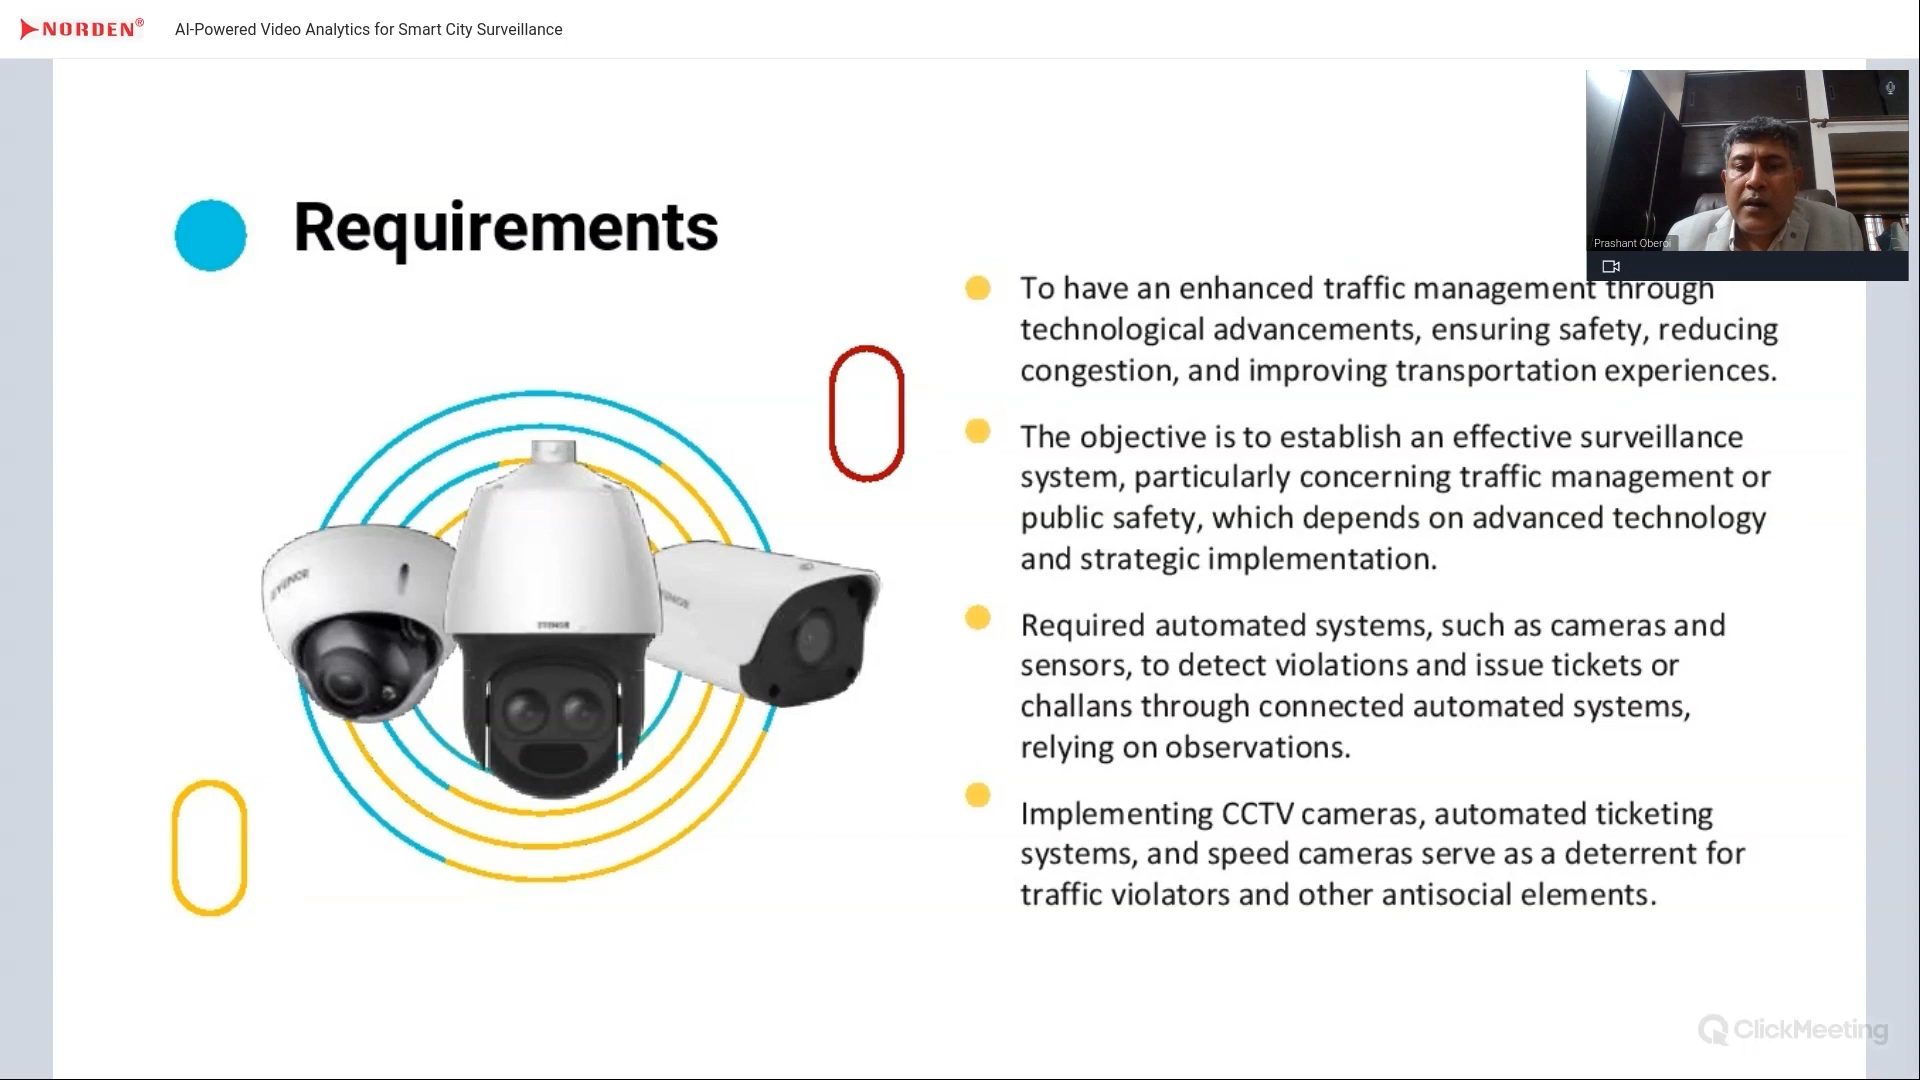 NORDEN®
AI-Powered Video Analytics for Smart City Surveillance
Prashant Oberoi
Requirements
To have an enhanced traffic management through
technological advancements, ensuring safety, reducing
congestion, and improving transportation experiences.
The objective is to establish an effective surveillance
system, particularly concerning traffic management or
public safety, which depends on advanced technology
and strategic implementation.
Required automated systems, such as cameras and
sensors, to detect violations and issue tickets or
challans through connected automated systems,
relying on observations.
Implementing CCTV cameras, automated ticketing
systems, and speed cameras serve as a deterrent for
traffic violators and other antisocial elements.
ClickMeeting